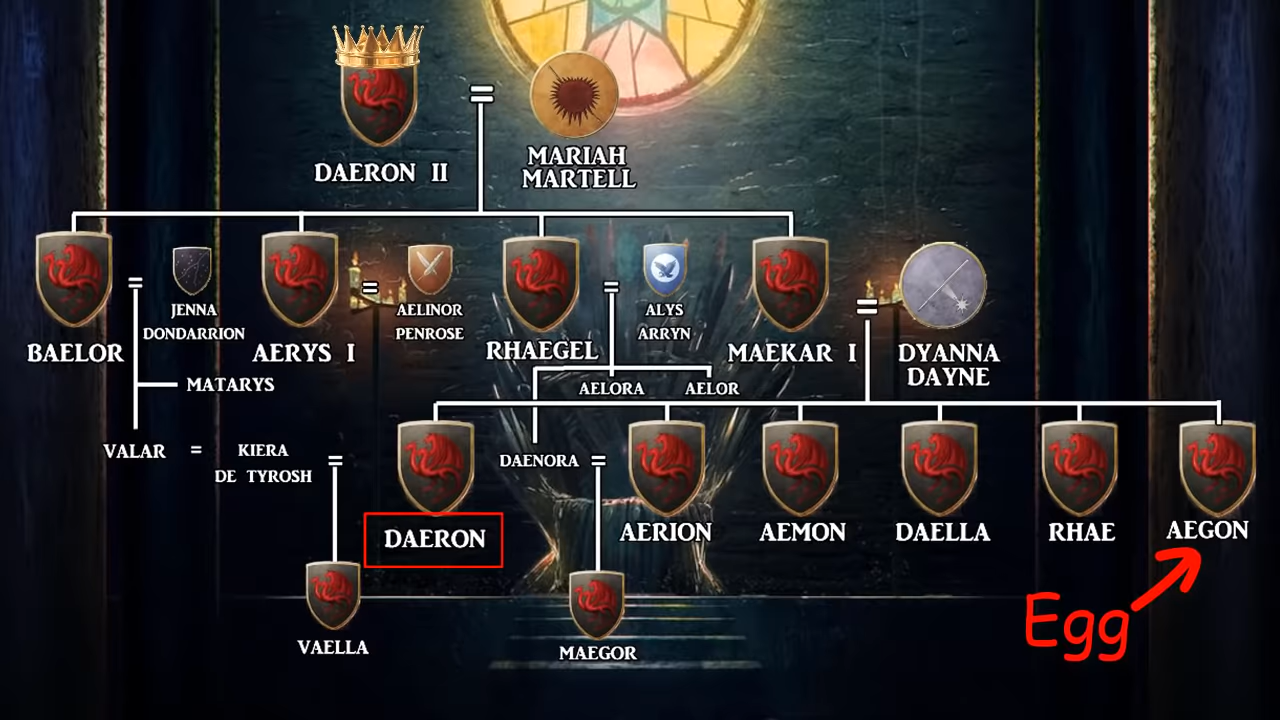 DAERON II
MARIAH
MARTELL
BAELOR
JENNA
DONDARRION
AERYS I
AELINOR
PENROSE
RHAEGEL
ALYS
ARRYN
MAEKAR I
DYANNA
DAYNE
MATARYS
AELORA
AELOR
VALAR
=
KIERA
DE TYROSH
=
DAERON
DAENORA
=
AERION
AEMON
DAELLA
RHAE
AEGON
Egg
VAELLA
MAEGOR